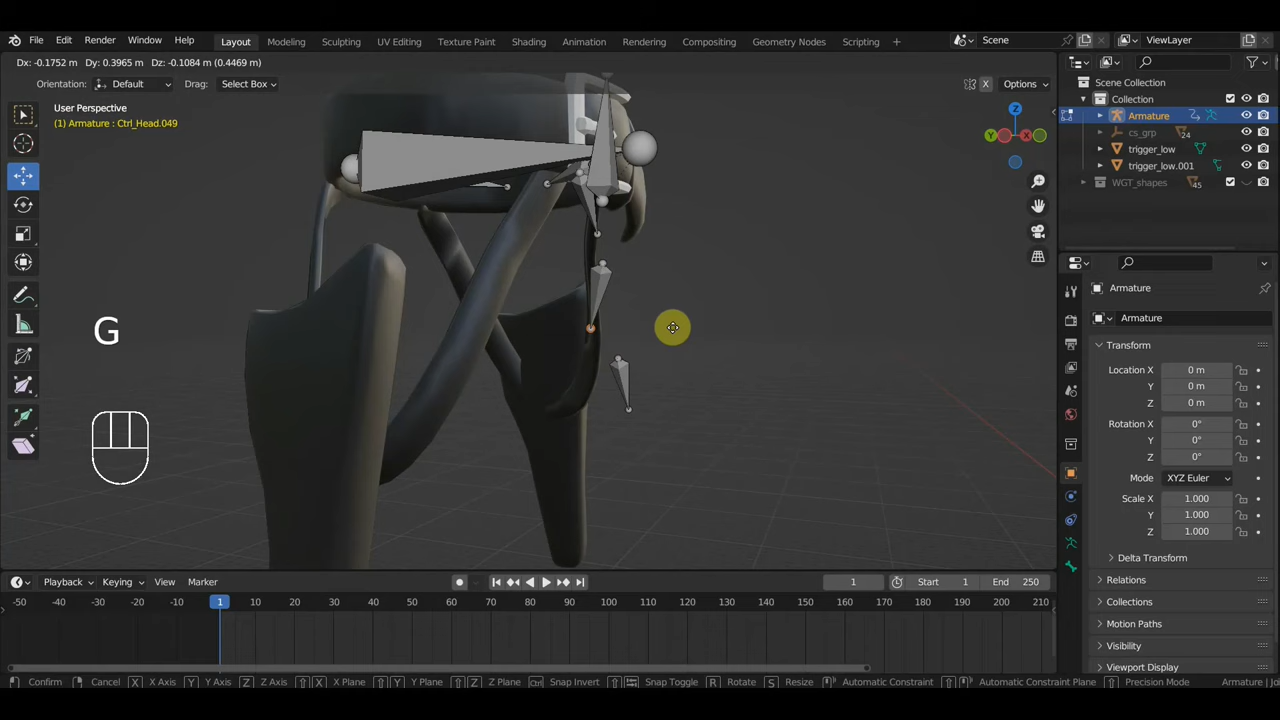 File Edit Render Window Help Layout Modeling Sculpting UV Editing Texture Paint Shading Animation Rendering Compositing Geometry Nodes Scripting + Scene ViewLayer
Dx: -0.1752 m Dy: 0.3965 m Dz: -0.1084 m (0.4469 m)
Orientation: Default Drag: Select Box X Options
Scene Collection
Collection
Armature
cs_grp 24
trigger_low
trigger_low.001
WGT_shapes 45
User Perspective
(1) Armature : Ctrl_Head.049
Z
Y X
G
Armature
Armature
Transform
Location X 0 m
Y 0 m
Z 0 m
Rotation X 0°
Y 0°
Z 0°
Mode XYZ Euler
Scale X 1.000
Y 1.000
Z 1.000
Delta Transform
Relations
Collections
Motion Paths
Visibility
Viewport Display
Playback Keying View Marker 1 Start 1 End 250
-50 -40 -30 -20 -10 1 10 20 30 40 50 60 70 80 90 100 110 120 130 140 150 160 170 180 190 200 210
Confirm Cancel X X Axis Y Y Axis Z Z Axis X X Plane Y Y Plane Z Z Plane Ctrl Snap Invert Snap Toggle R Rotate S Resize Automatic Constraint Automatic Constraint Plane Precision Mode Armature | Joi